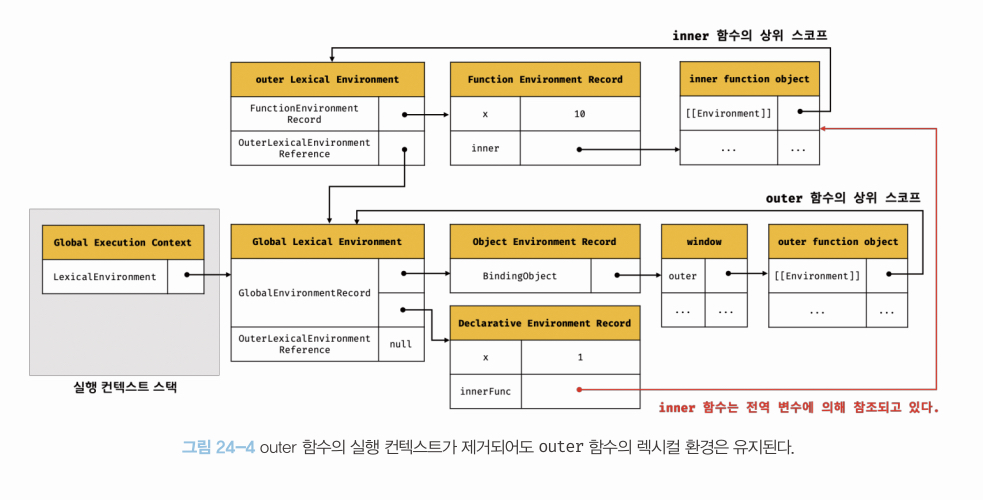 inner 함수의 상위 스코프
outer Lexical Environment
FunctionEnvironment
Record
OuterLexicalEnvironment
Reference
Function Environment Record
x 10
inner
inner function object
[[Environment]]
... ...
outer 함수의 상위 스코프
Global Execution Context
LexicalEnvironment
실행 컨텍스트 스택
Global Lexical Environment
GlobalEnvironmentRecord
OuterLexicalEnvironment
Reference
null
Object Environment Record
BindingObject
window
outer
... ...
outer function object
[[Environment]]
... ...
Declarative Environment Record
x 1
innerFunc
inner 함수는 전역 변수에 의해 참조되고 있다.
그림 24-4 outer 함수의 실행 컨텍스트가 제거되어도 outer 함수의 렉시컬 환경은 유지된다.